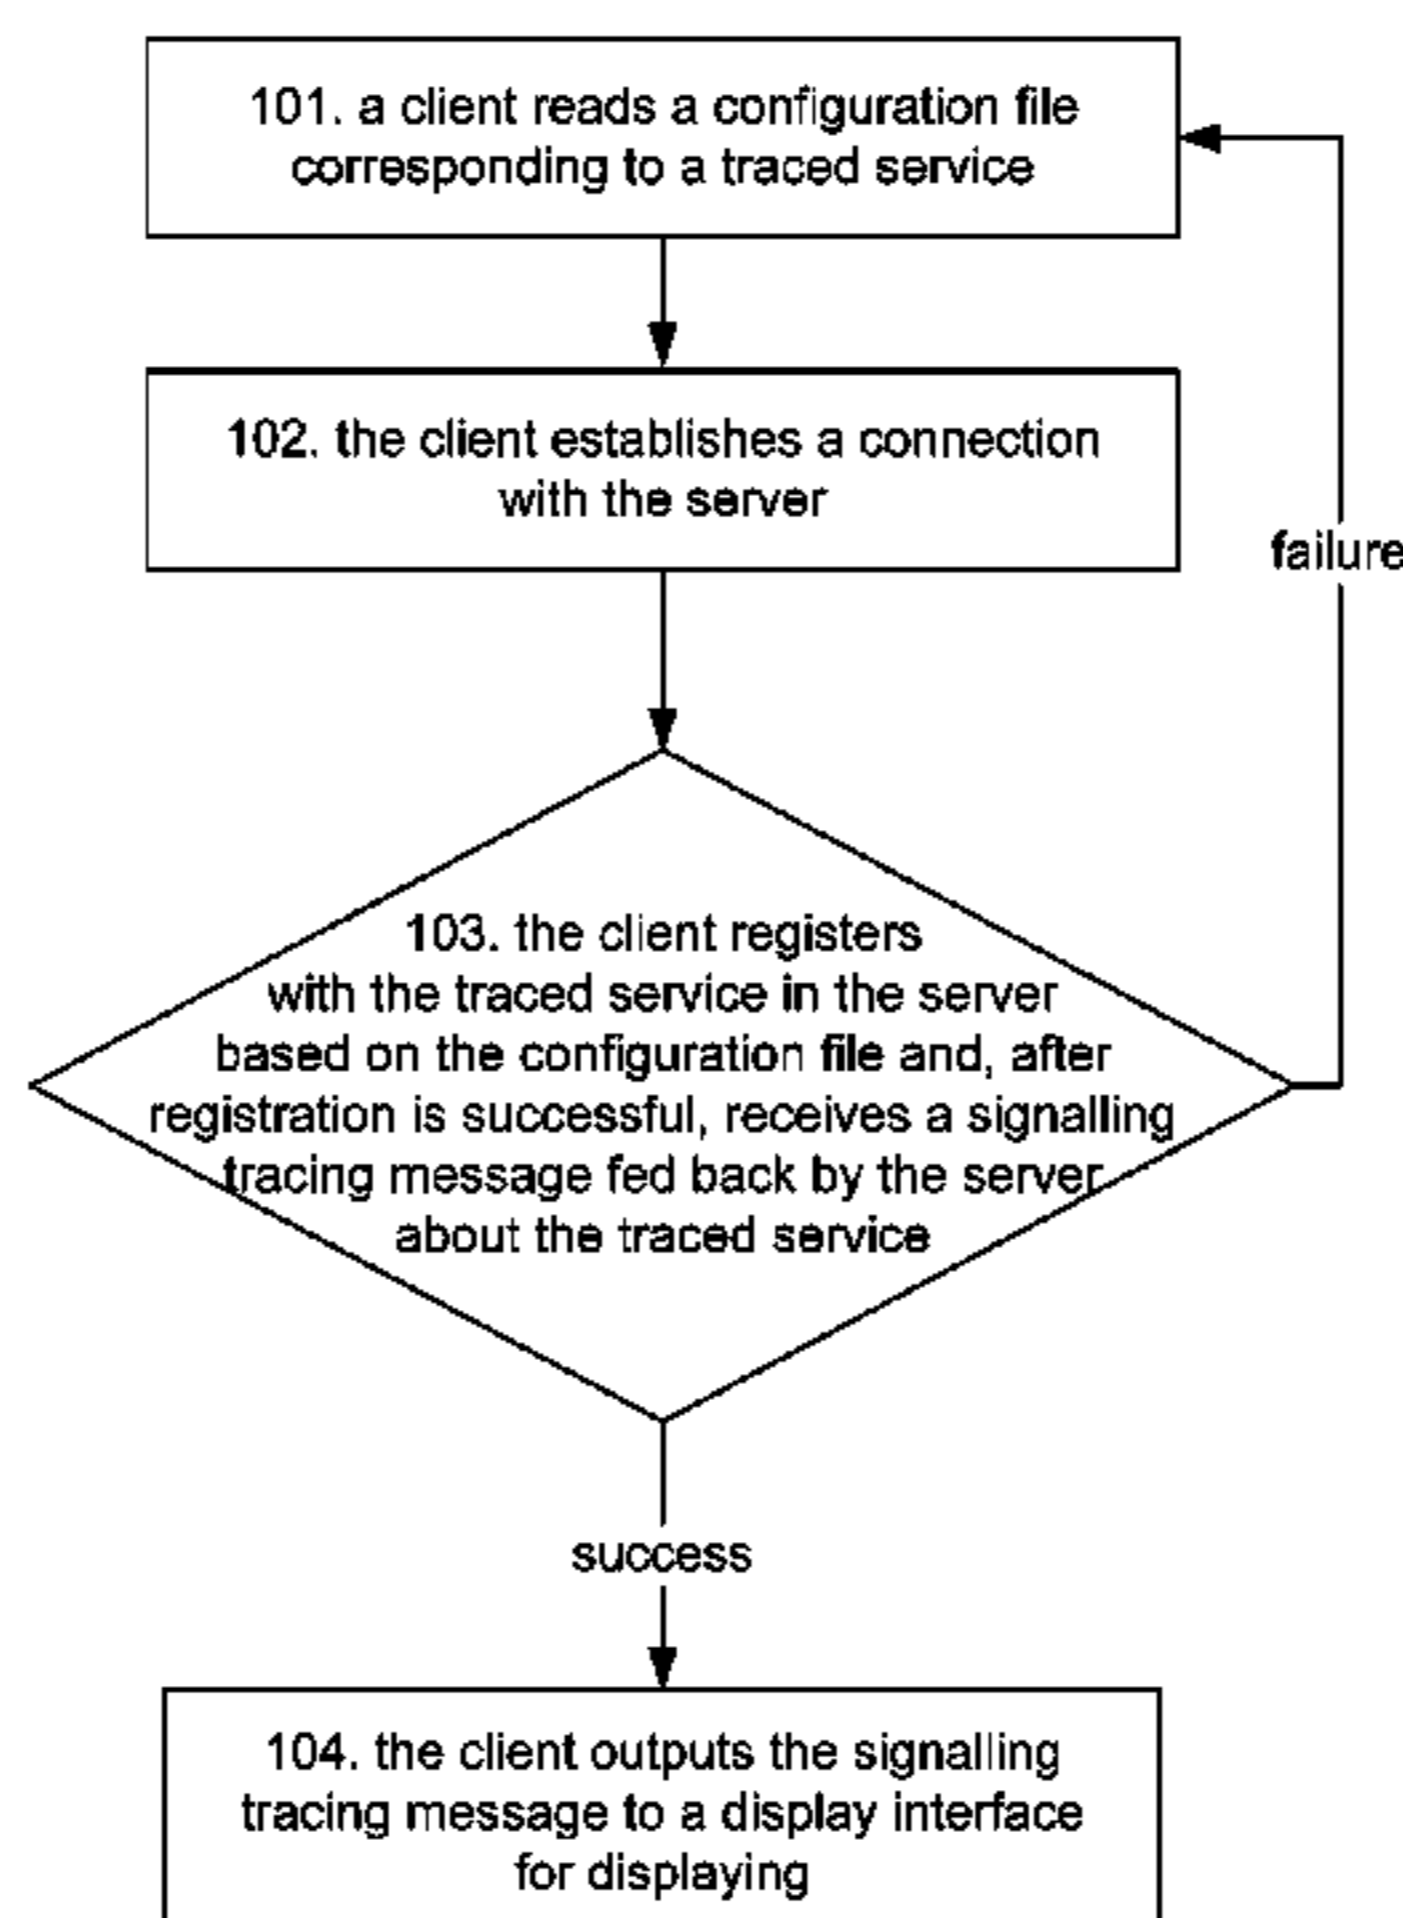 101. a client reads a configuration file
corresponding to a traced service
102. the client establishes a connection
with the server
failure
103. the client registers
with the traced service in the server
based on the configuration file and, after
registration is successful, receives a signalling
tracing message fed back by the server
about the traced service
success
104. the client outputs the signalling
tracing message to a display interface
for displaying